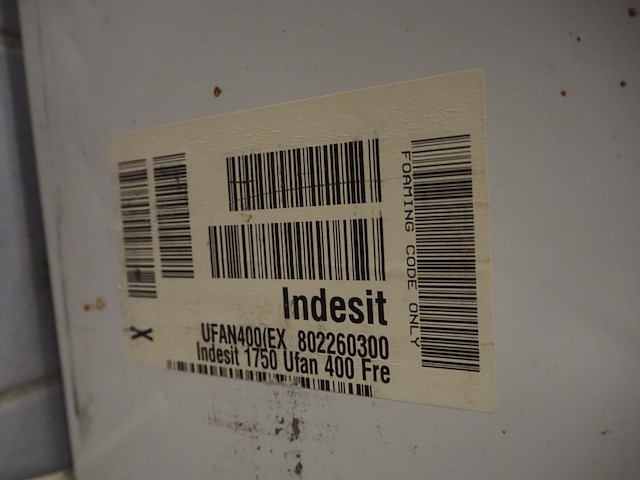 Indesit
UFAN400(EX 802260300
Indesit 1750 Ufan 400 Fre
FOAMING CODE ONLY
X